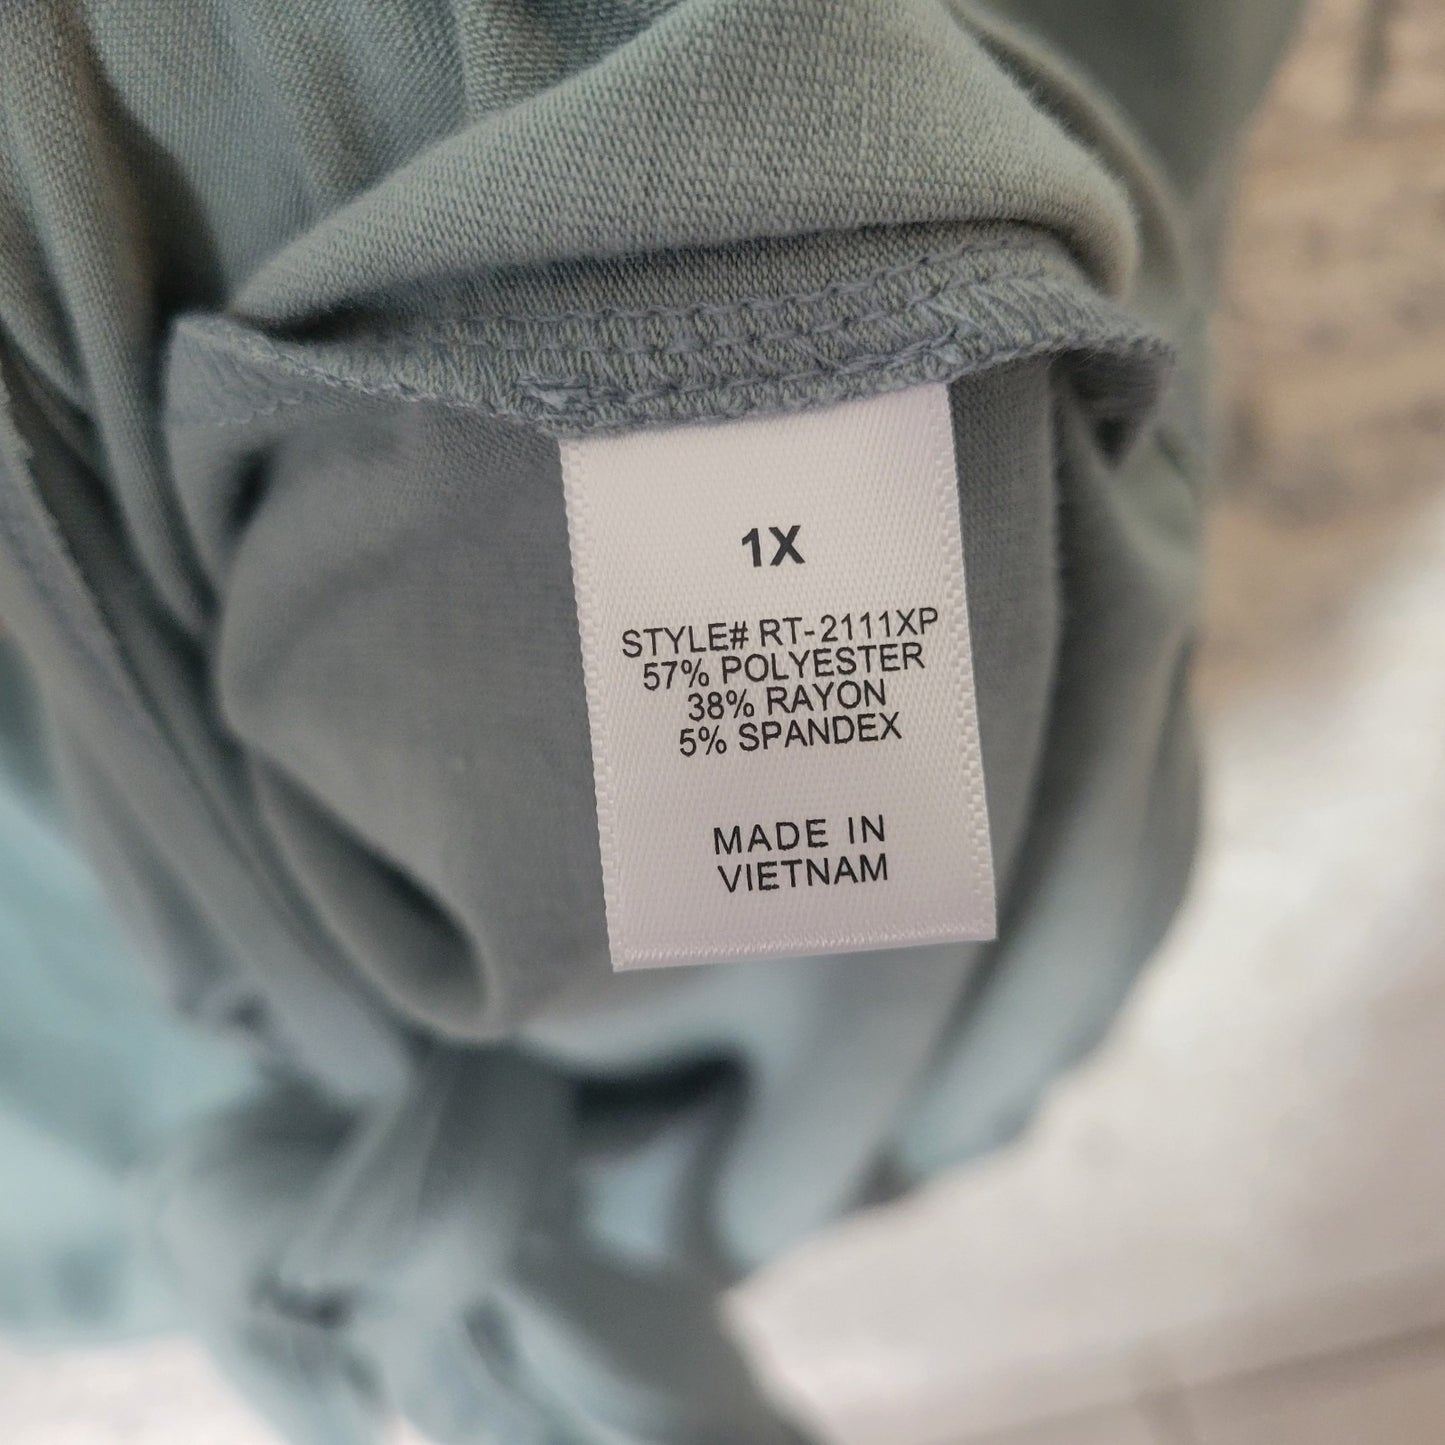 1X
STYLE# RT-2111XP
57% POLYESTER
38% RAYON
5% SPANDEX
MADE IN
VIETNAM